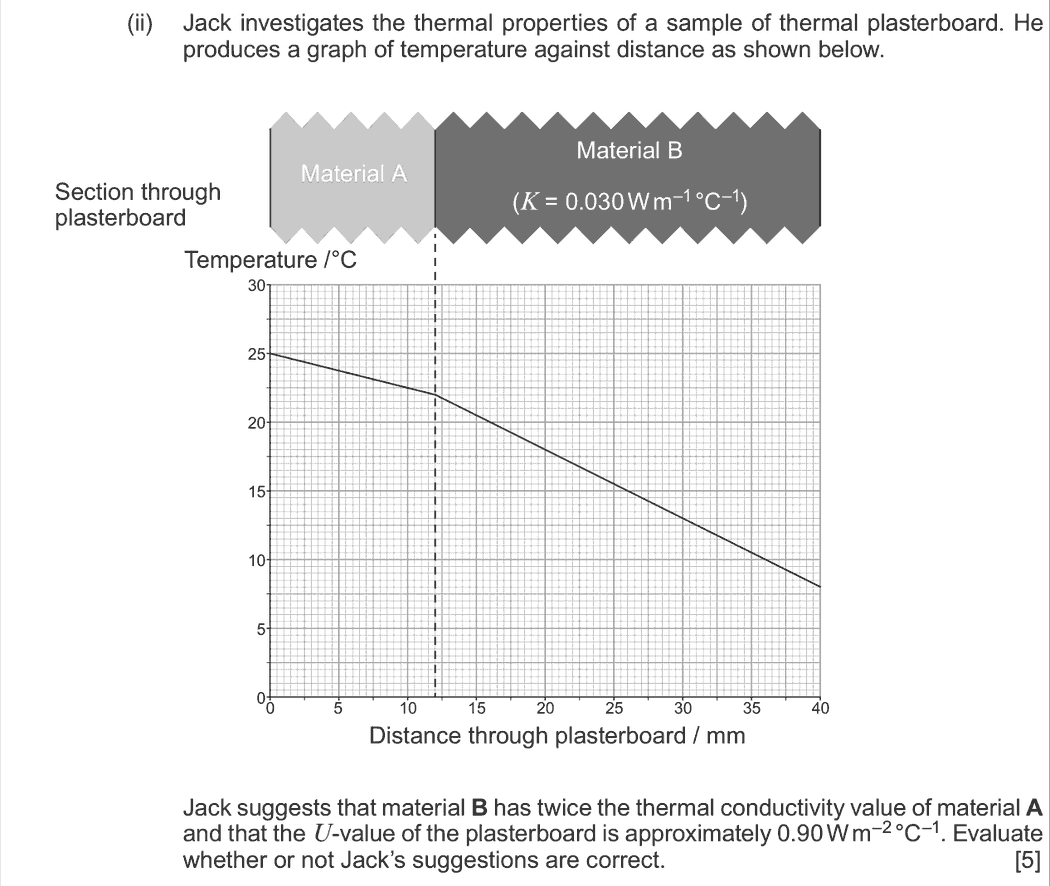 (ii) Jack investigates the thermal properties of a sample of thermal plasterboard. He
produces a graph of temperature against distance as shown below.
Material A
Material B
(K = 0.030 W m⁻¹ °C⁻¹)
Section through
plasterboard
Temperature /°C
30
25
20
15
10
5
0
0 5 10 15 20 25 30 35 40
Distance through plasterboard / mm
Jack suggests that material B has twice the thermal conductivity value of material A
and that the U-value of the plasterboard is approximately 0.90 W m⁻² °C⁻¹. Evaluate
whether or not Jack's suggestions are correct. [5]